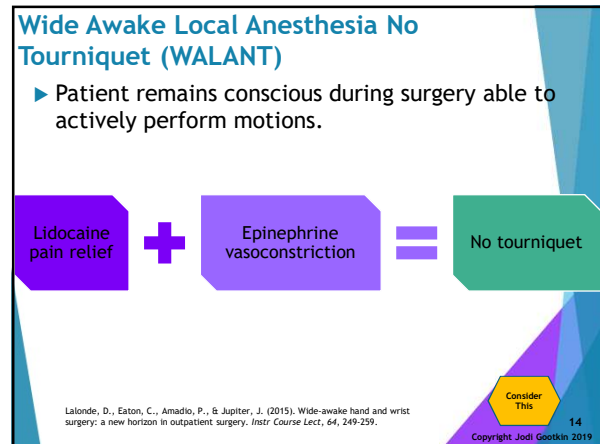 Wide Awake Local Anesthesia No
Tourniquet (WALANT)
Patient remains conscious during surgery able to
actively perform motions.
Lidocaine
pain relief
Epinephrine
vasoconstriction
No tourniquet
Lalonde, D., Eaton, C., Amadio, P., & Jupiter, J. (2015). Wide-awake hand and wrist
surgery: a new horizon in outpatient surgery. Instr Course Lect, 64, 249-259.
Consider
This
14
Copyright Jodi Gootkin 2019